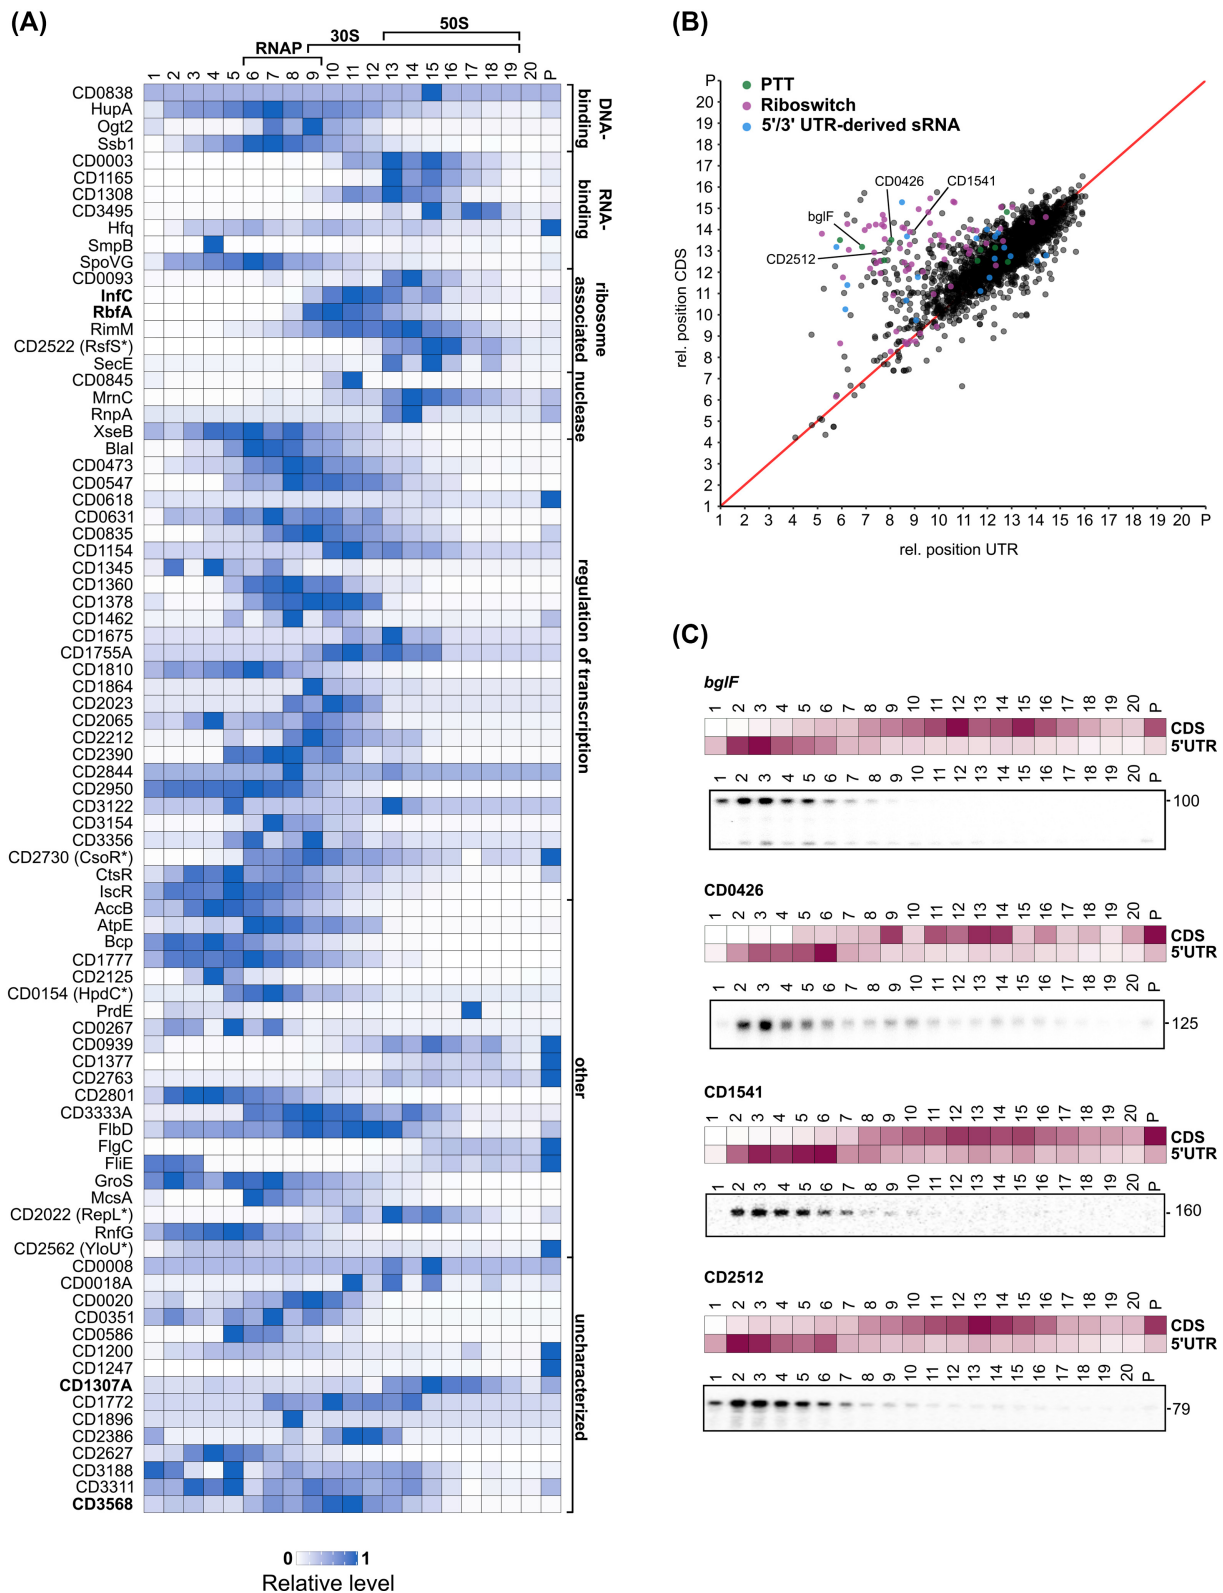 (A)
50S
30S
RNAP
1 2 3 4 5 6 7 8 9 10 11 12 13 14 15 16 17 18 19 20 P
CD0838
HupA
Ogt2
Ssb1
CD0003
CD1165
CD1308
CD3495
Hfq
SmpB
SpoVG
CD0093
InfC
RbfA
RimM
CD2522 (RsfS*)
SecE
CD0845
MrnC
RnpA
XseB
BlaI
CD0473
CD0547
CD0618
CD0631
CD0835
CD1154
CD1345
CD1360
CD1378
CD1462
CD1675
CD1755A
CD1810
CD1864
CD2023
CD2065
CD2212
CD2390
CD2844
CD2950
CD3122
CD3154
CD3356
CD2730 (CsoR*)
CtsR
IscR
AccB
AtpE
Bcp
CD1777
CD2125
CD0154 (HpdC*)
PrdE
CD0267
CD0939
CD1377
CD2763
CD2801
CD3333A
FlbD
FlgC
FliE
GroS
McsA
CD2022 (RepL*)
RnfG
CD2562 (YloU*)
CD0008
CD0018A
CD0020
CD0351
CD0586
CD1200
CD1247
CD1307A
CD1772
CD1896
CD2386
CD2627
CD3188
CD3311
CD3568
DNA-
binding
RNA-
binding
ribosome
associated
nuclease
regulation of transcription
other
uncharacterized
0 1
Relative level
(B)
PTT
Riboswitch
5'/3' UTR-derived sRNA
P
20
19
18
17
16
15
14
13
12
11
10
9
8
7
6
5
4
3
2
1
rel. position CDS
CD0426
CD1541
bglF
CD2512
1 2 3 4 5 6 7 8 9 10 11 12 13 14 15 16 17 18 19 20 P
rel. position UTR
(C)
bglF
1 2 3 4 5 6 7 8 9 10 11 12 13 14 15 16 17 18 19 20 P
CDS
5'UTR
1 2 3 4 5 6 7 8 9 10 11 12 13 14 15 16 17 18 19 20 P
-100
CD0426
1 2 3 4 5 6 7 8 9 10 11 12 13 14 15 16 17 18 19 20 P
CDS
5'UTR
1 2 3 4 5 6 7 8 9 10 11 12 13 14 15 16 17 18 19 20 P
-125
CD1541
1 2 3 4 5 6 7 8 9 10 11 12 13 14 15 16 17 18 19 20 P
CDS
5'UTR
1 2 3 4 5 6 7 8 9 10 11 12 13 14 15 16 17 18 19 20 P
- 160
CD2512
1 2 3 4 5 6 7 8 9 10 11 12 13 14 15 16 17 18 19 20 P
CDS
5'UTR
1 2 3 4 5 6 7 8 9 10 11 12 13 14 15 16 17 18 19 20 P
-79